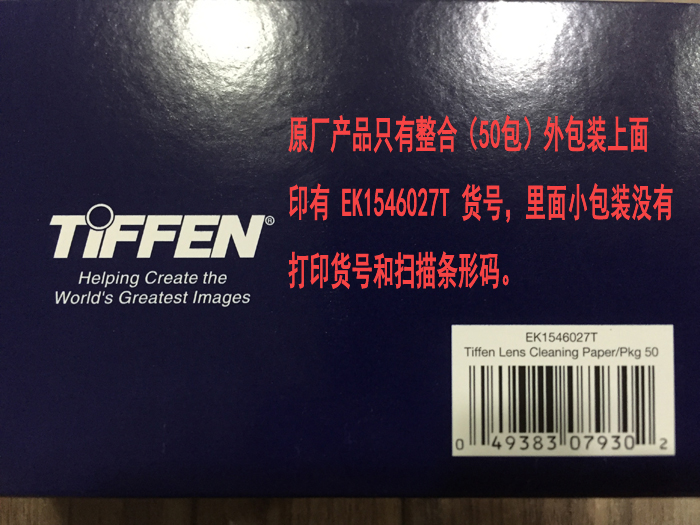 原厂产品只有整合（50包）外包装上面
印有 EK1546027T 货号，里面小包装没有
打印货号和扫描条形码。
TiFFEN®
Helping Create the
World's Greatest Images
EK1546027T
Tiffen Lens Cleaning Paper/Pkg 50
0 49383 07930 2